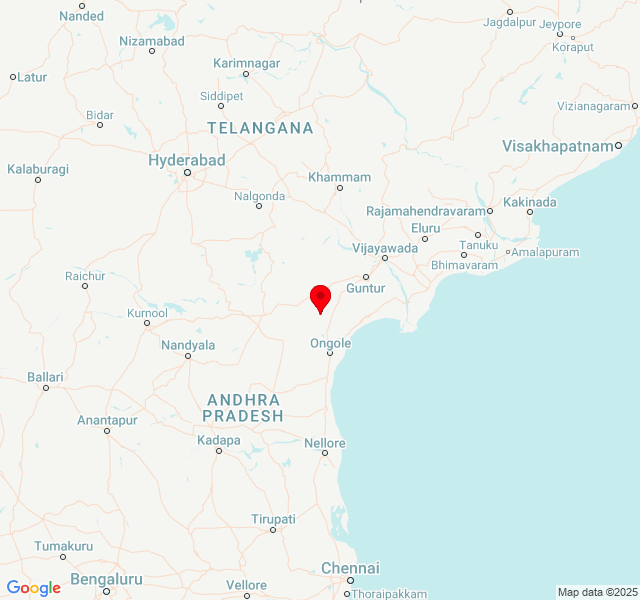 Nanded
Jagdalpur
Jeypore
Nizamabad
Koraput
Latur
Karimnagar
Siddipet
Bidar
Vizianagaram
TELANGANA
Visakhapatnam
Hyderabad
Kalaburagi
Khammam
Nalgonda
Rajamahendravaram
Kakinada
Eluru
Vijayawada
Tanuku
Amalapuram
Bhimavaram
Raichur
Guntur
Kurnool
Nandyala
Ongole
Ballari
ANDHRA
PRADESH
Anantapur
Kadapa
Nellore
Tirupati
Tumakuru
Chennai
Bengaluru
Vellore
Thoraipakkam
Google
Map data ©2025